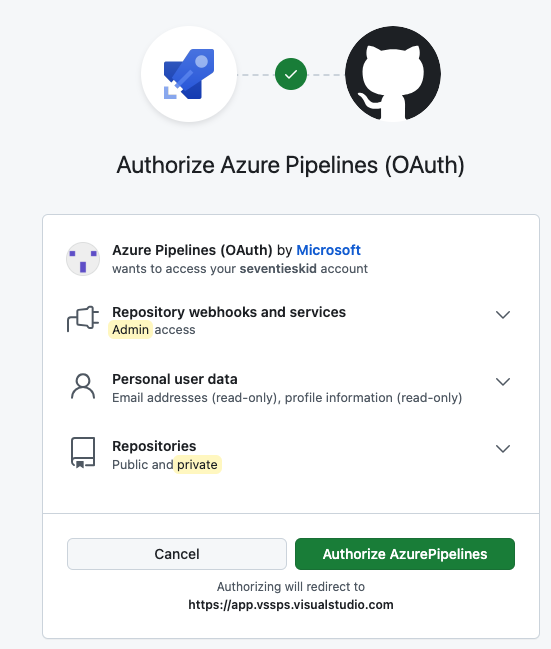 Authorize Azure Pipelines (OAuth)
Azure Pipelines (OAuth) by Microsoft
wants to access your seventieskid account
Repository webhooks and services
Admin access
Personal user data
Email addresses (read-only), profile information (read-only)
Repositories
Public and private
Cancel
Authorize AzurePipelines
Authorizing will redirect to
https://app.vssps.visualstudio.com